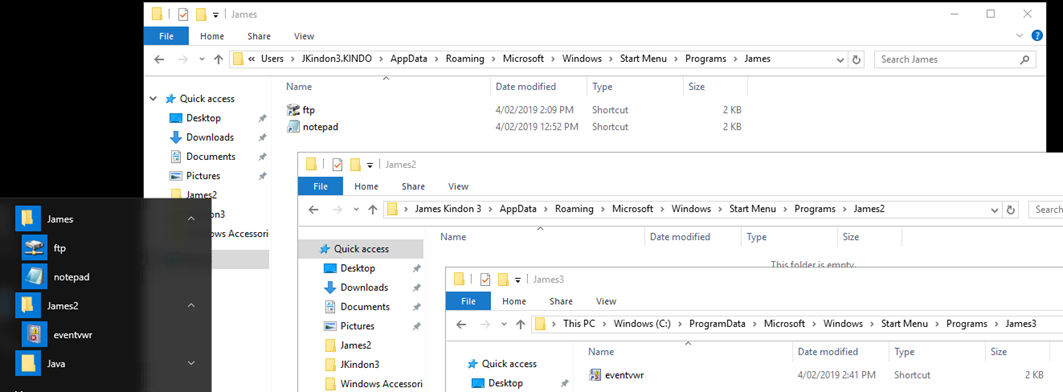 James
File Home Share View
« Users > JKindon3.KINDO > AppData > Roaming > Microsoft > Windows > Start Menu > Programs > James
Search James
Name Date modified Type Size
Quick access
Desktop
Downloads
Documents
Pictures
James2
ftp 4/02/2019 2:09 PM Shortcut 2 KB
notepad 4/02/2019 12:52 PM Shortcut 2 KB
James2
File Home Share View
James Kindon 3 > AppData > Roaming > Microsoft > Windows > Start Menu > Programs > James2
Searc
Name Date modified Type Size
This folder is empty.
Quick access
Desktop
Downloads
Documents
Pictures
James2
JKindon3
Windows Accessori
James3
File Home Share View
This PC > Windows (C:) > ProgramData > Microsoft > Windows > Start Menu > Programs > James3
Name Date modified Type Size
Quick access
Desktop
eventvwr 4/02/2019 2:41 PM Shortcut 2 KB
James
ftp
notepad
James2
eventvwr
Java